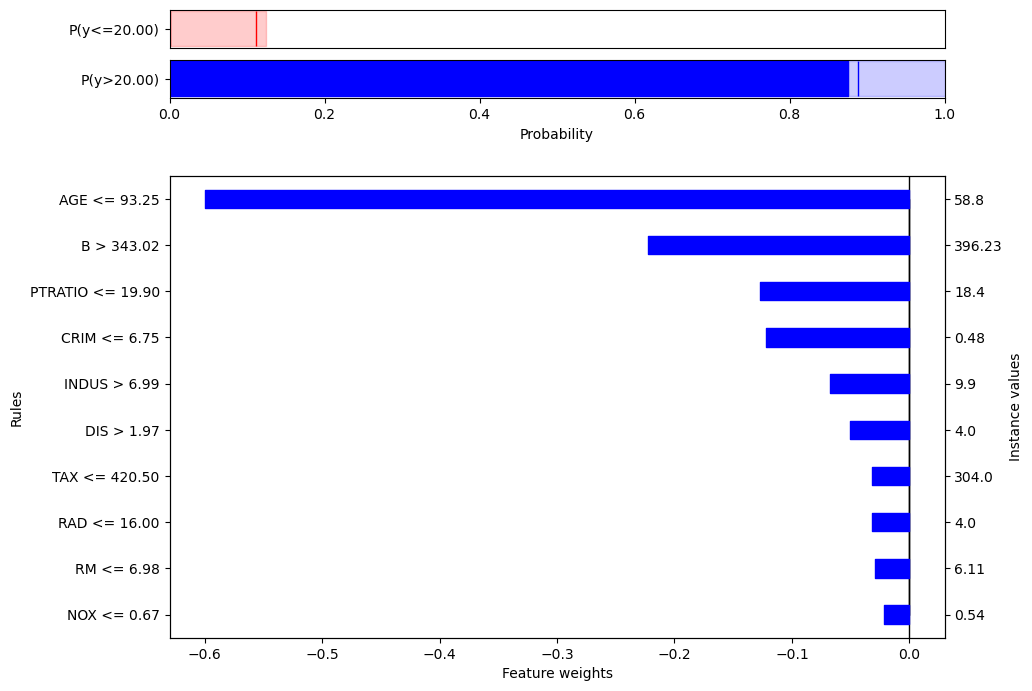 P(y<=20.00)
P(y>20.00)
0.0 0.2 0.4 0.6 0.8 1.0
Probability
AGE <= 93.25 58.8
B > 343.02 396.23
PTRATIO <= 19.90 18.4
CRIM <= 6.75 0.48
INDUS > 6.99 9.9
DIS > 1.97 4.0
TAX <= 420.50 304.0
RAD <= 16.00 4.0
RM <= 6.98 6.11
NOX <= 0.67 0.54
Rules
Instance values
−0.6 −0.5 −0.4 −0.3 −0.2 −0.1 0.0
Feature weights